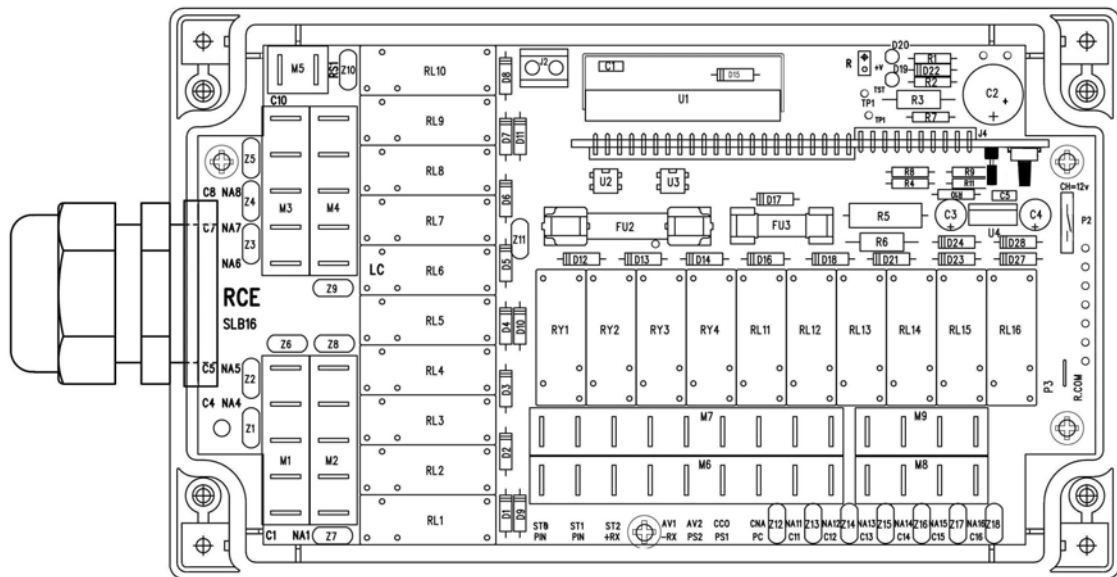 M5
RS1
Z10
C10
RL10
D8
J2
C1
D15
U1
R
+V
D20
D19
TST
TP1
TP1
R1
D22
R2
R3
R7
C2
+
+
J4
RL9
D7
D11
Z5
C8 NA8
Z4
C7 NA7
Z3
NA6
M3
M4
RL8
D6
U2
U3
R8
R9
R4
R11
R90
C5
CH=12v
D17
RL7
Z11
FU2
FU3
R5
R6
C3
+
U4
C4
+
P2
D24
D28
LC
RL6
D5
D12
D13
D14
D16
D18
D21
D23
D27
RCE
SLB16
Z9
RL5
D4
D10
RY1
RY2
RY3
RY4
RL11
RL12
RL13
RL14
RL15
RL16
Z6
Z8
C5 NA5
Z2
RL4
D3
P3
R.COM
C4 NA4
Z1
RL3
M7
M9
D2
M1
M2
RL2
M6
M8
RL1
D1
D9
C1 NA1
Z7
ST1 ST2 AV1 AV2 CCO CNA Z12 NA11 Z13 NA12 Z14 NA13 Z15 NA14 Z16 NA15 Z17 NA16 Z18
PIN PIN +RX -RX PS2 PS1 PC C11 C12 C13 C14 C15 C16